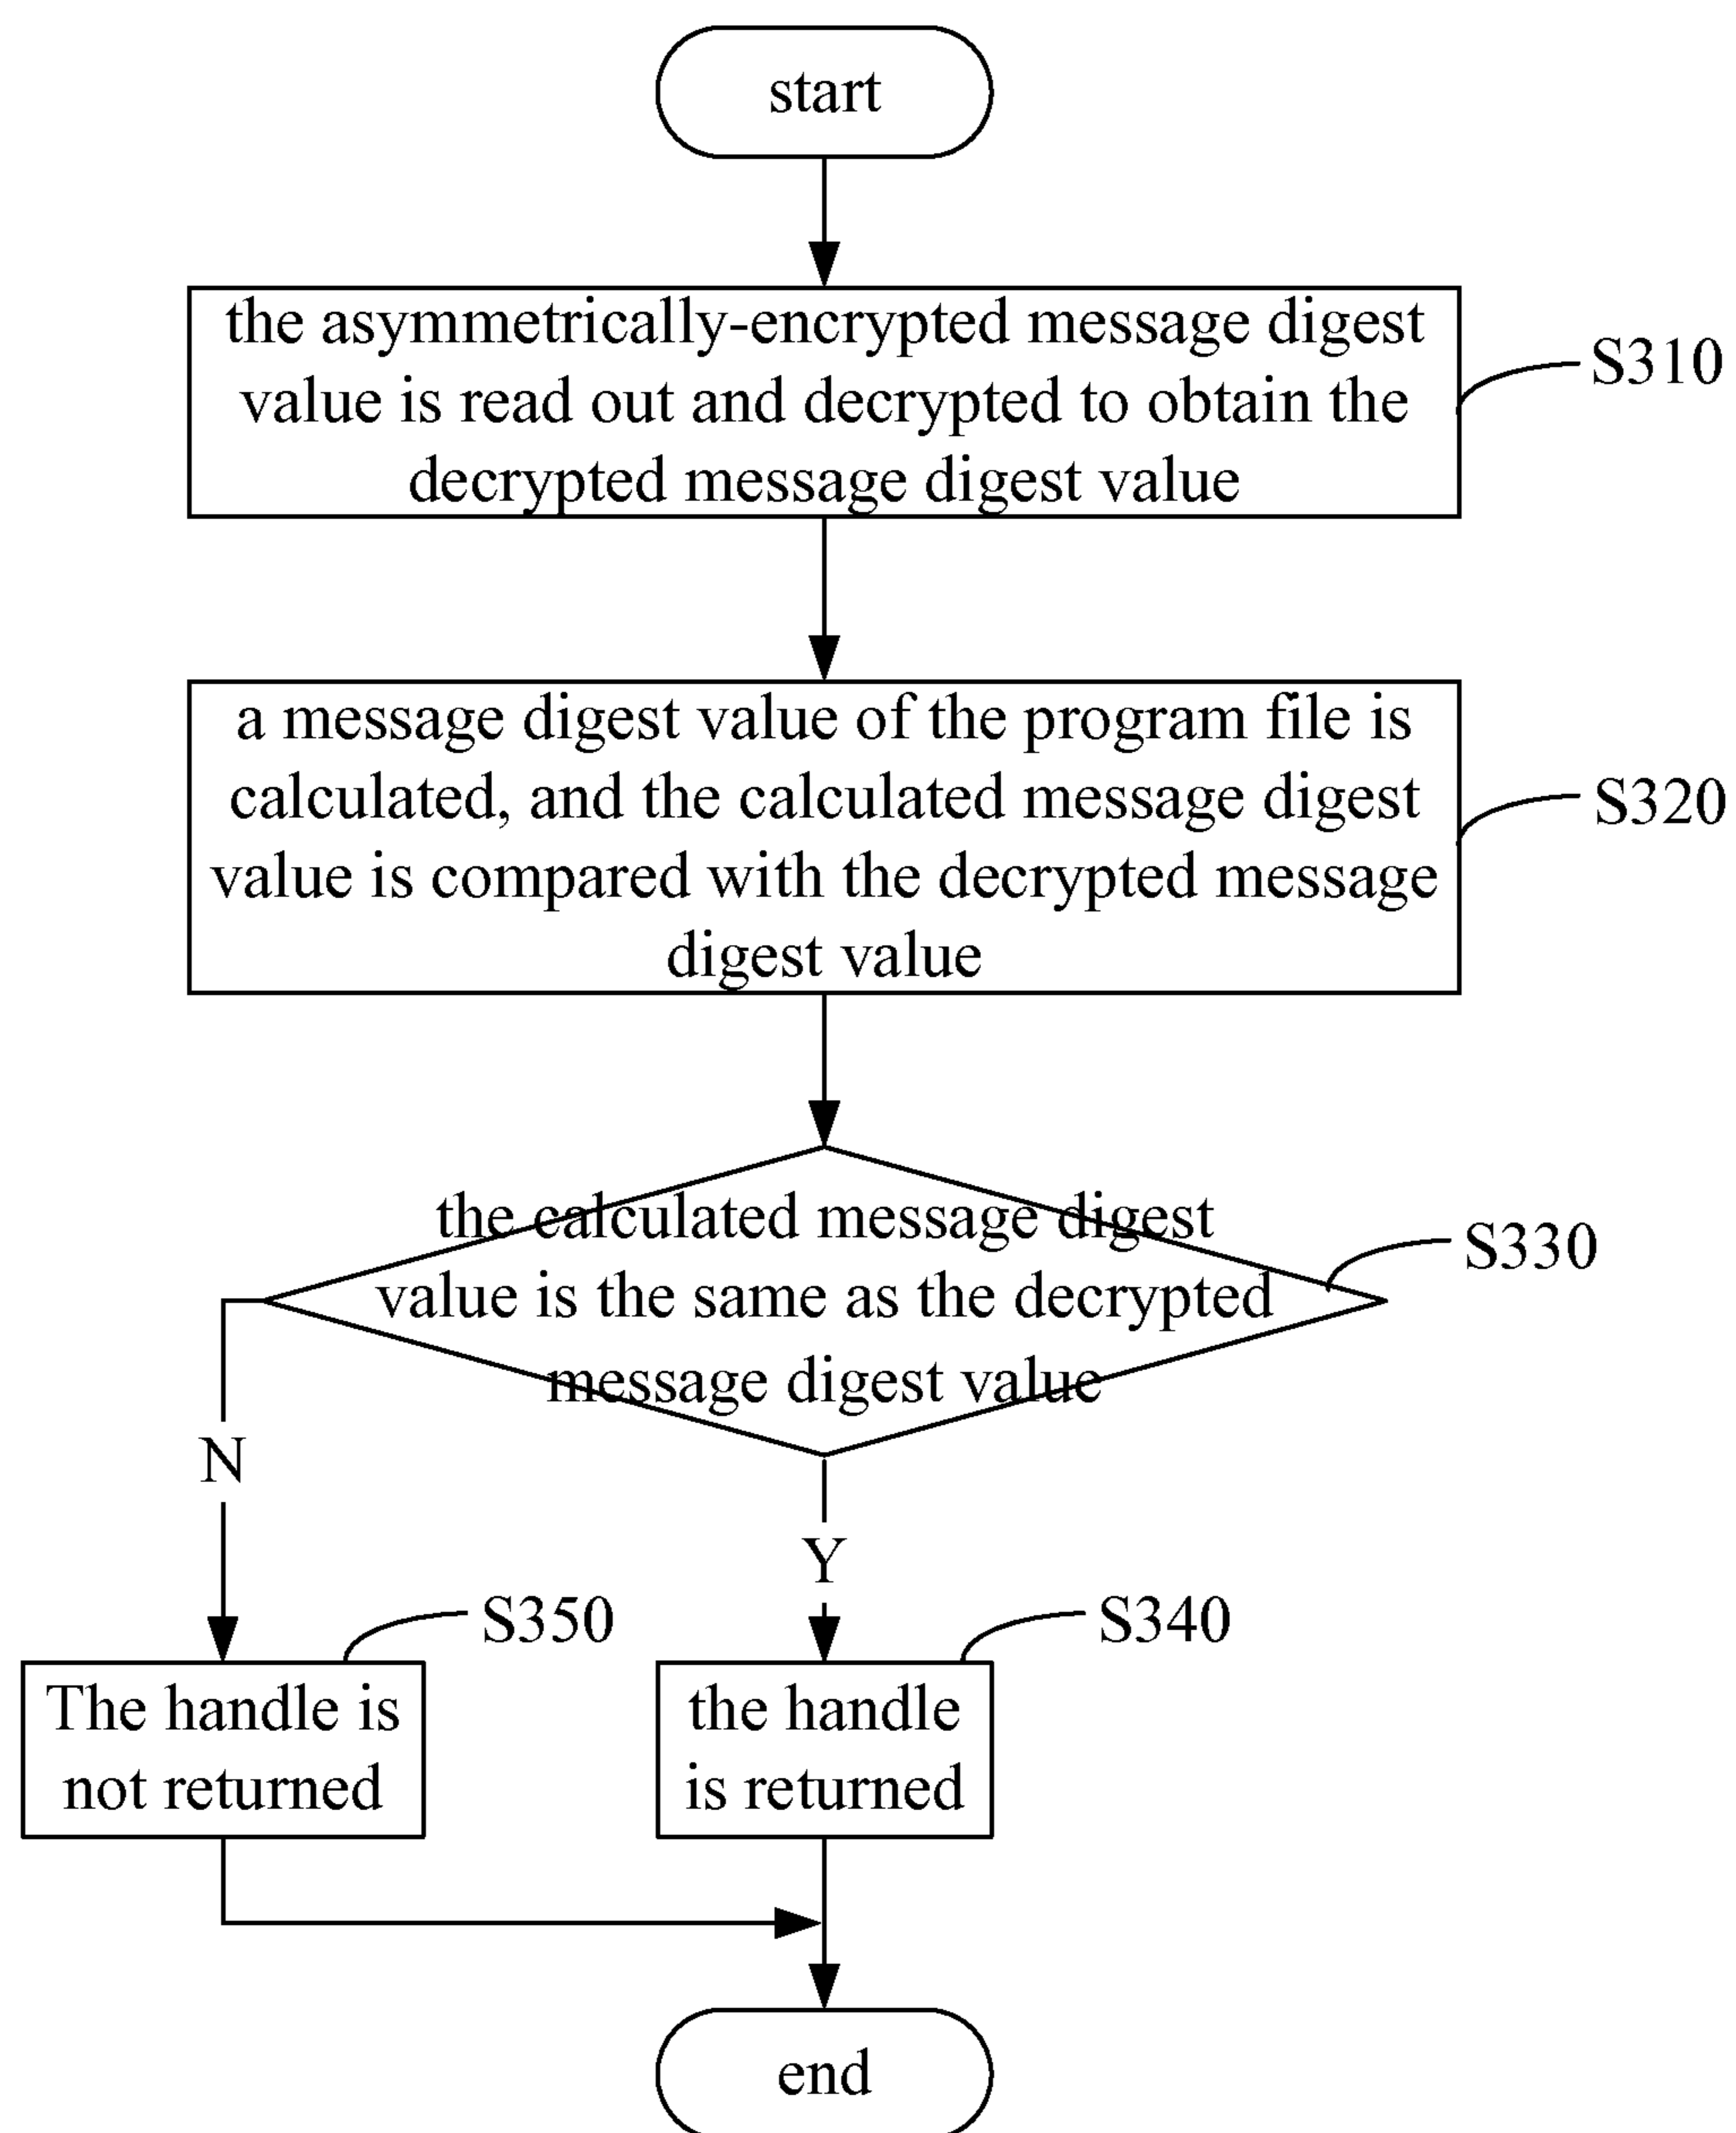 start
the asymmetrically-encrypted message digest
value is read out and decrypted to obtain the
decrypted message digest value
S310
a message digest value of the program file is
calculated, and the calculated message digest
value is compared with the decrypted message
digest value
S320
the calculated message digest
value is the same as the decrypted
message digest value
S330
N
Y
S350
S340
The handle is
not returned
the handle
is returned
end